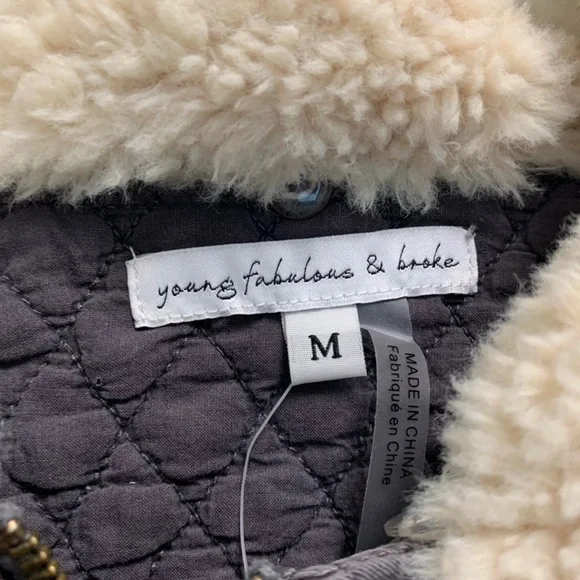 young fabulous & broke
M
MADE IN CHINA
Fabriqué en Chine